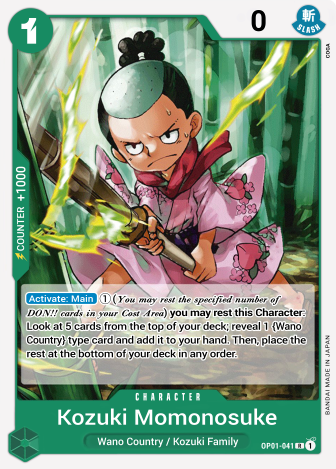 1
0
斬
SLASH
COSA
COUNTER +1000
Activate: Main ① (You may rest the specified number of
DON!! cards in your Cost Area) you may rest this Character:
Look at 5 cards from the top of your deck; reveal 1 {Wano
Country} type card and add it to your hand. Then, place the
rest at the bottom of your deck in any order.
BANDAI MADE IN JAPAN
CHARACTER
Kozuki Momonosuke
Wano Country / Kozuki Family
OP01-041 R 1